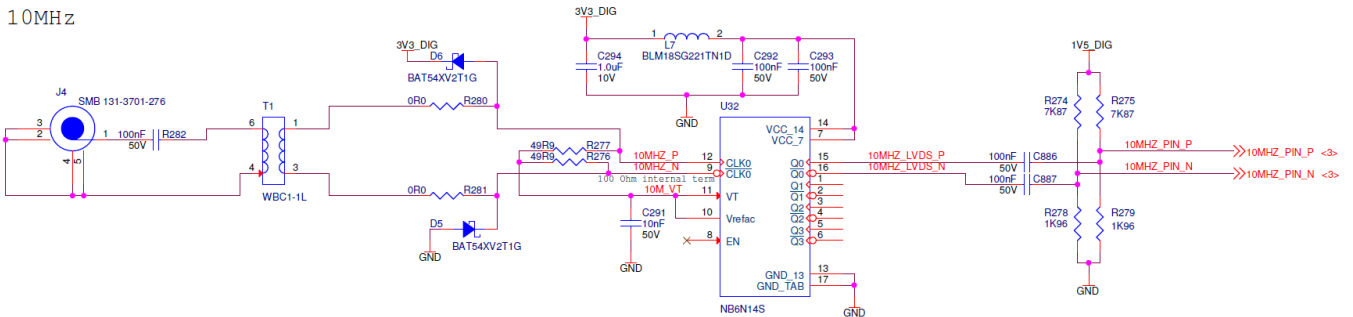 10MHz
J4
SMB 131-3701-276
3
2
1
4
5
100nF
R282
50V
T1
6
4
1
3
WBC1-1L
3V3_DIG
D6
BAT54XV2T1G
0R0
R280
0R0
R281
D5
BAT54XV2T1G
GND
49R9
R277
49R9
R276
10MHZ_P
10MHZ_N
100 Ohm internal term
10M_VT
C291
10nF
50V
GND
3V3_DIG
1
2
L7
BLM18SG221TN1D
C294
1.0uF
10V
C292
100nF
50V
C293
100nF
50V
GND
U32
12
CLK0
9
CLK0
11
VT
10
Vrefac
8
EN
VCC_14
14
VCC_7
7
Q0
15
Q0
16
Q1
1
Q1
2
Q2
3
Q2
4
Q3
5
Q3
6
GND_13
13
GND_TAB
17
NB6N14S
GND
10MHZ_LVDS_P
10MHZ_LVDS_N
100nF
C886
50V
100nF
C887
50V
1V5_DIG
R274
7K87
R275
7K87
R278
1K96
R279
1K96
GND
10MHZ_PIN_P
10MHZ_PIN_N
10MHZ_PIN_P <3>
10MHZ_PIN_N <3>